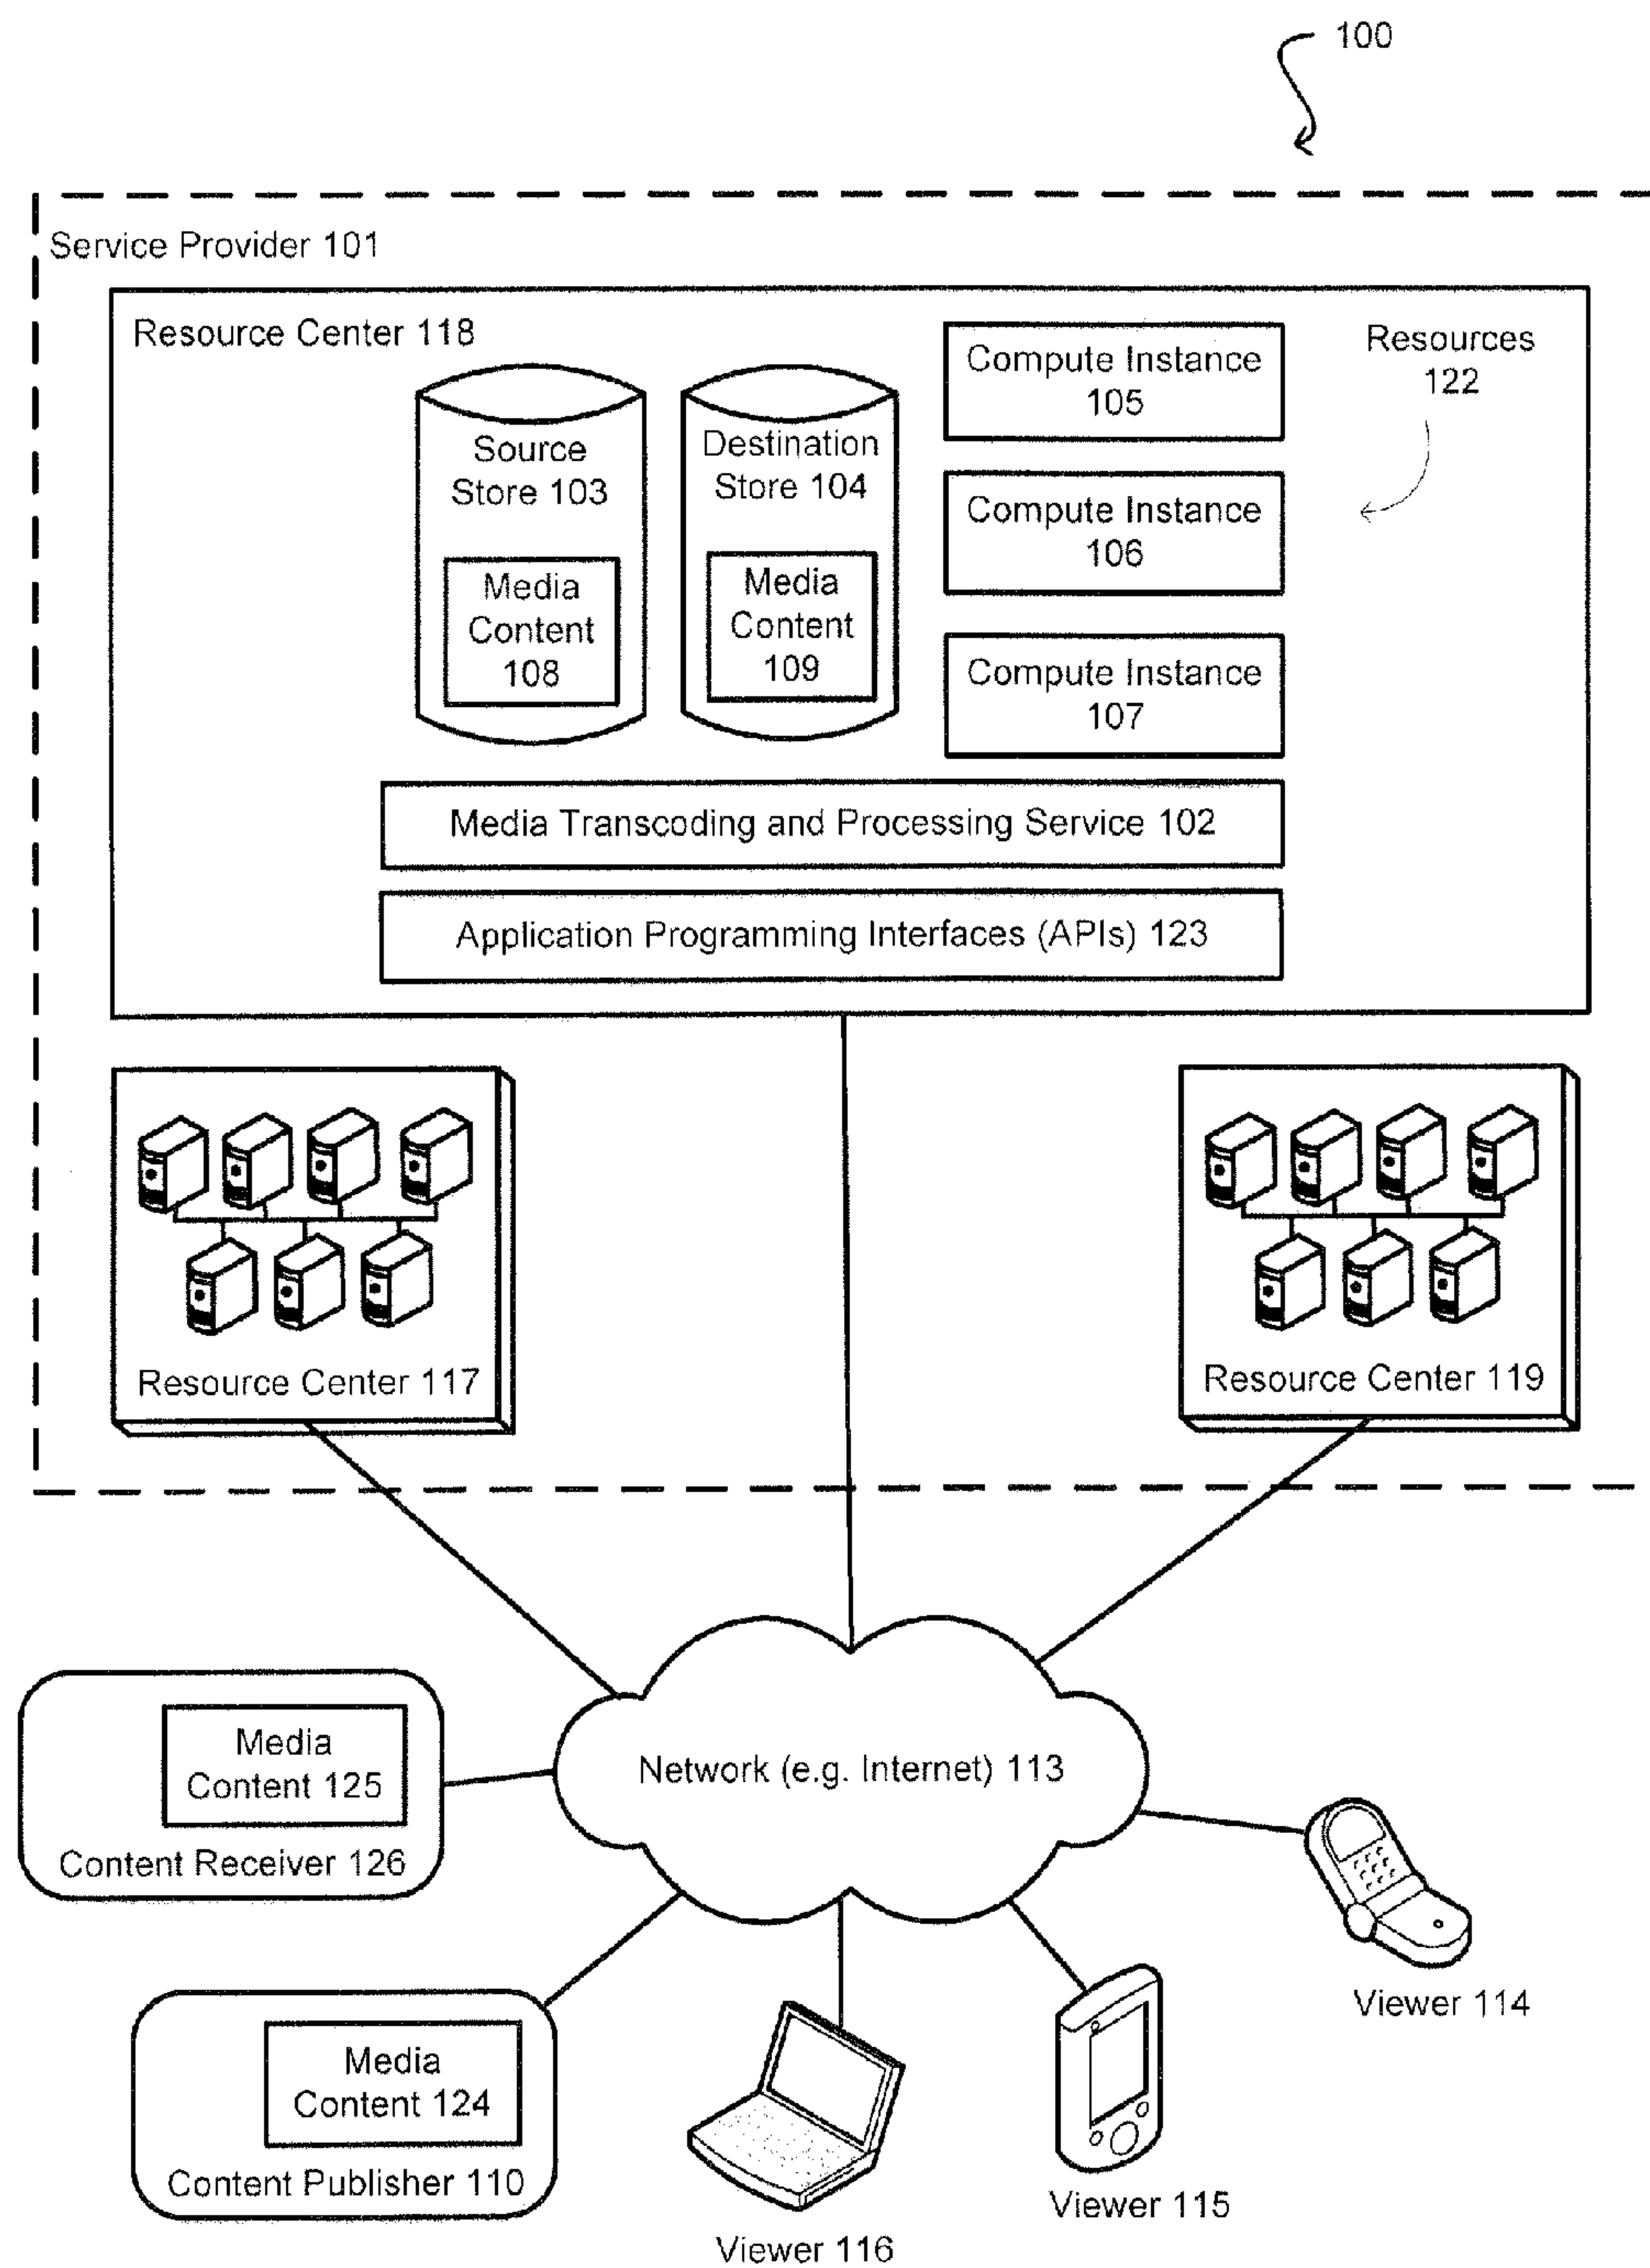 100
Service Provider 101
Resource Center 118
Source
Store 103
Media
Content
108
Destination
Store 104
Media
Content
109
Compute Instance
105
Compute Instance
106
Compute Instance
107
Resources
122
Media Transcoding and Processing Service 102
Application Programming Interfaces (APIs) 123
Resource Center 117
Resource Center 119
Network (e.g. Internet) 113
Media
Content 125
Content Receiver 126
Media
Content 124
Content Publisher 110
Viewer 116
Viewer 115
Viewer 114